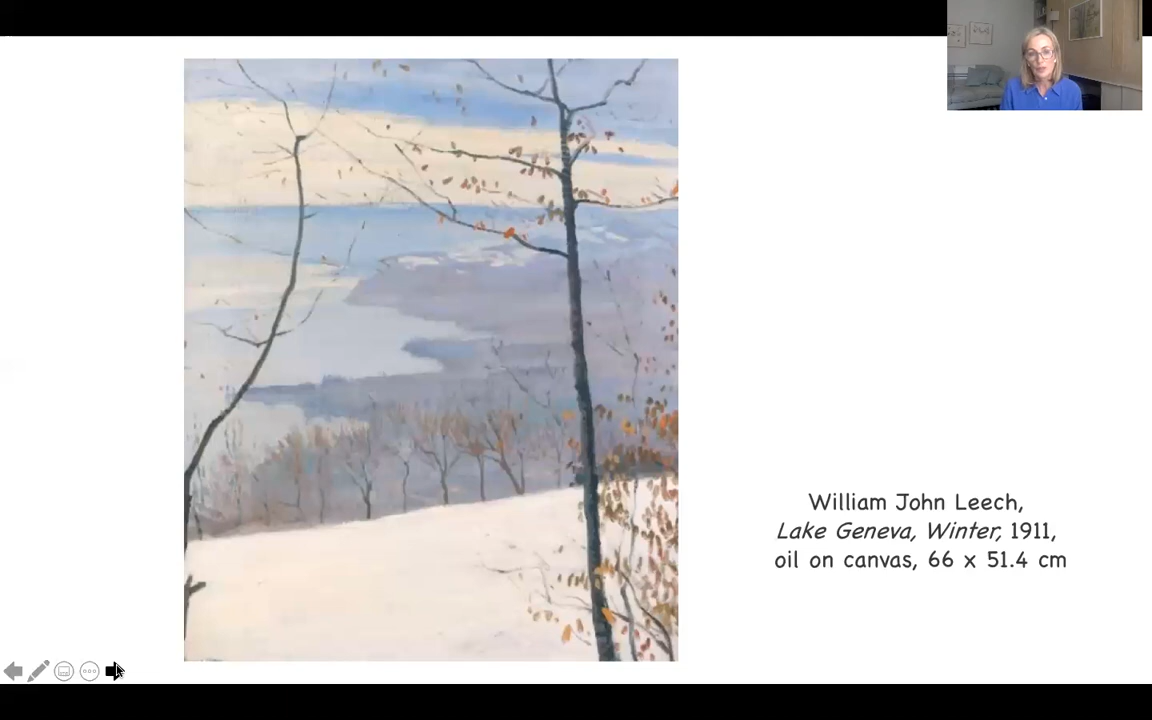 William John Leech,
Lake Geneva, Winter, 1911,
oil on canvas, 66 x 51.4 cm